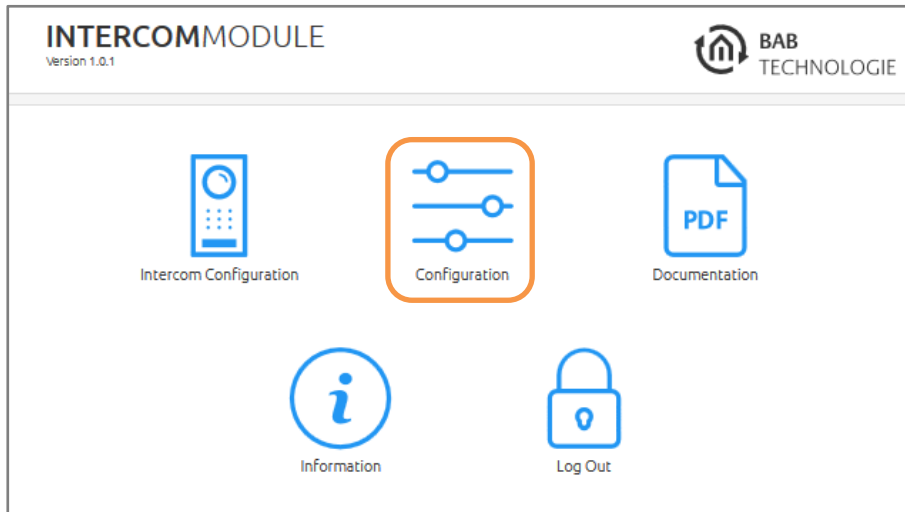 INTERCOMMODULE
Version 1.0.1
BAB
TECHNOLOGIE
Intercom Configuration
Configuration
PDF
Documentation
i
Information
Log Out